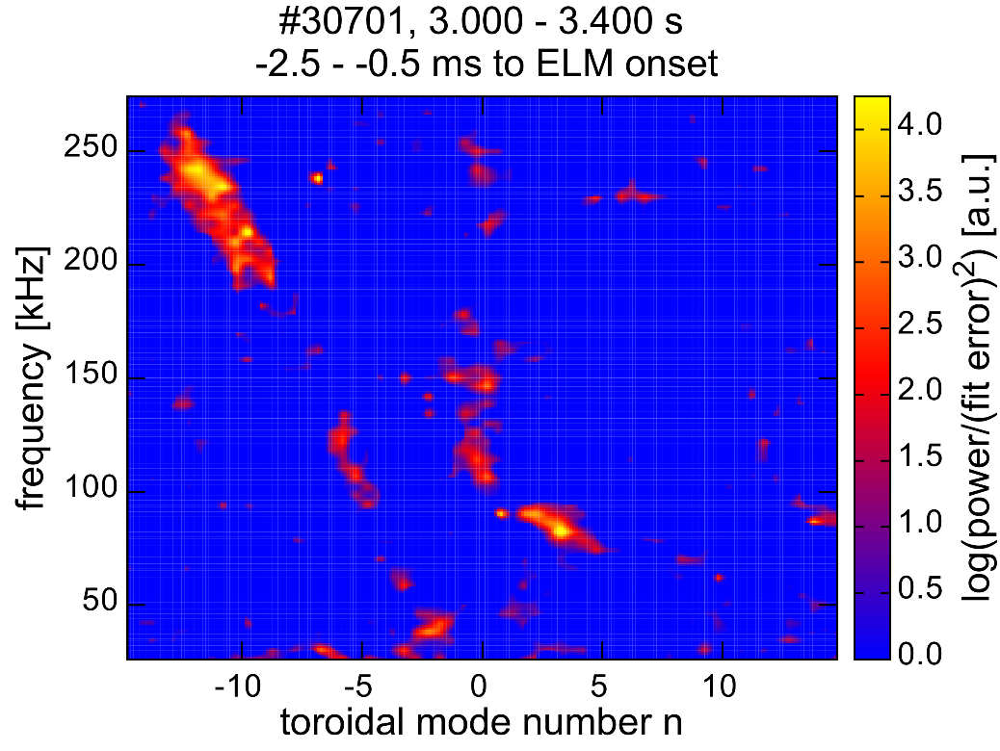 #30701, 3.000 - 3.400 s
-2.5 - -0.5 ms to ELM onset
frequency [kHz]
250
200
150
100
50
-10 -5 0 5 10
toroidal mode number n
4.0
3.5
3.0
2.5
2.0
1.5
1.0
0.5
0.0
log(power/(fit error)²) [a.u.]